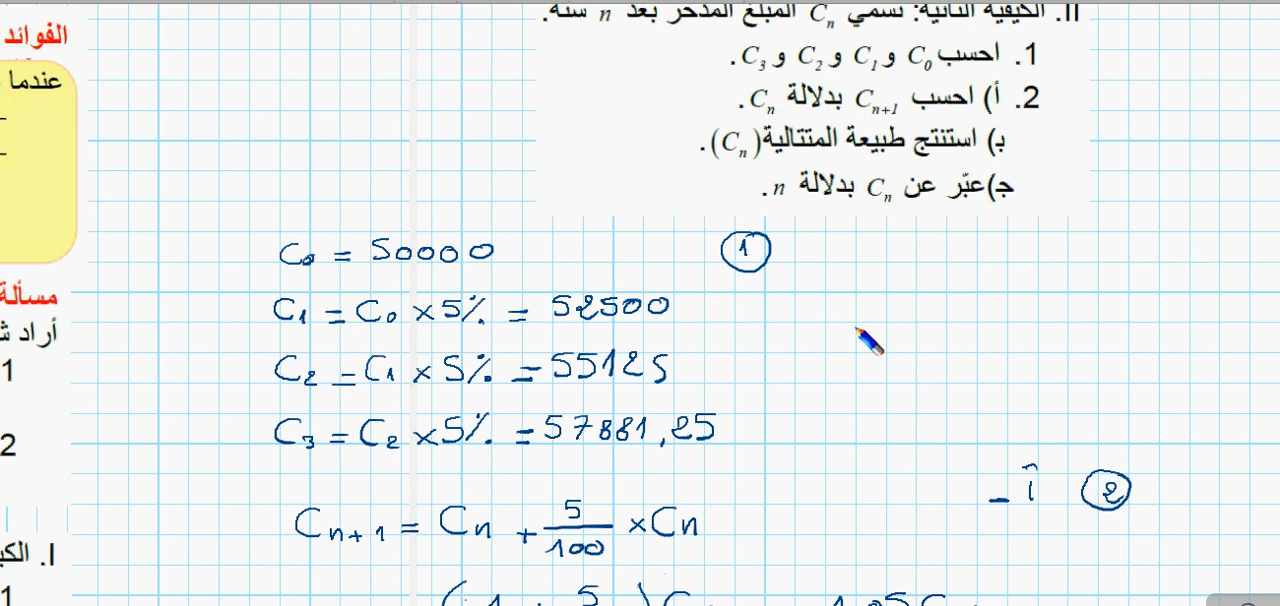 II. الكيفية الثانية: نسمي Cₙ المبلغ المدخر بعد n سنة.
1. احسب C₀ و C₁ و C₂ و C₃.
2. أ) احسب Cₙ₊₁ بدلالة Cₙ.
ب) استنتج طبيعة المتتالية (Cₙ).
ج) عبّر عن Cₙ بدلالة n.
الفوائد
عندما
مسألة
أراد
1
2
I. الكي
1
①
C₀ = 50000
C₁ = C₀ × 5% = 52500
C₂ = C₁ × 5% = 55125
C₃ = C₂ × 5% = 57881,25
② أ -
Cₙ₊₁ = Cₙ + 5/100 × Cₙ